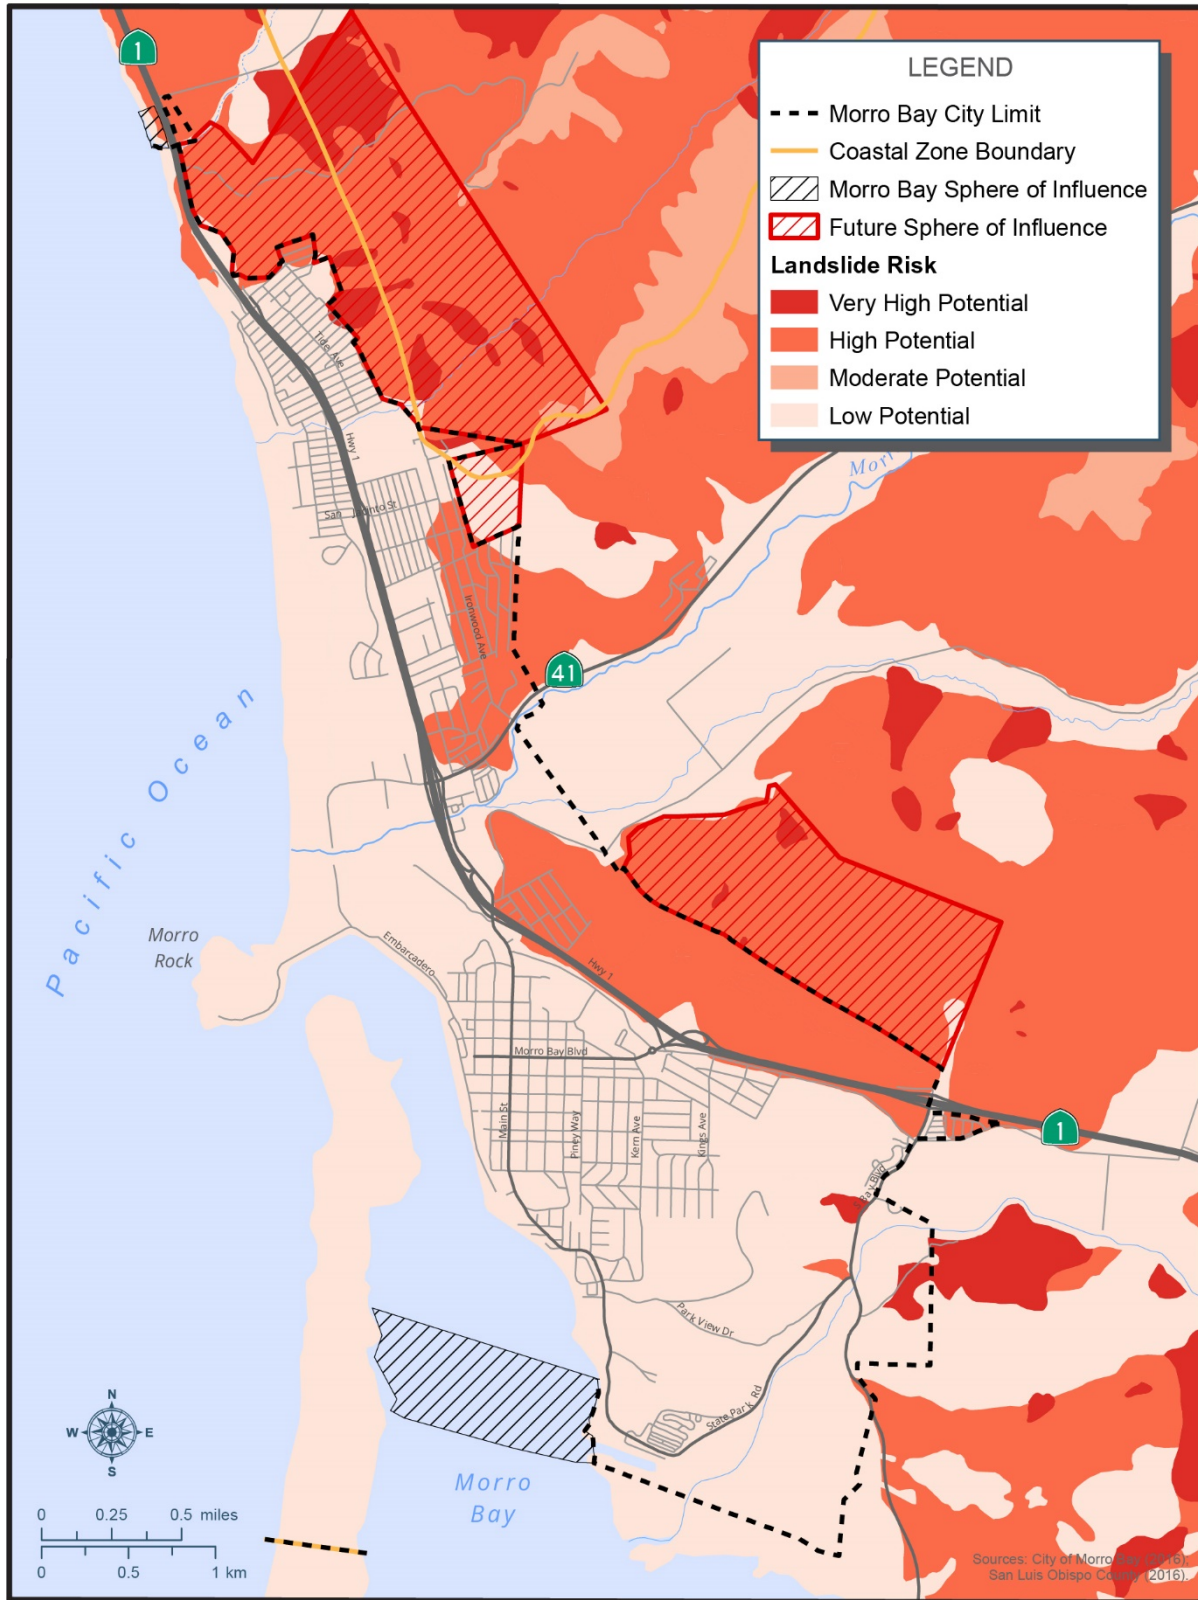 1
LEGEND
Morro Bay City Limit
Coastal Zone Boundary
Morro Bay Sphere of Influence
Future Sphere of Influence
Landslide Risk
Very High Potential
High Potential
Moderate Potential
Low Potential
Tide Ave
Hwy 1
San Jacinto St
Ironwood Ave
41
Pacific Ocean
Morro
Rock
Embarcadero
Hwy 1
Morro Bay Blvd
Main St
Piney Way
Kern Ave
Kings Ave
1
S Bay Blvd
Park View Dr
State Park Rd
N
W E
S
Morro
Bay
0 0.25 0.5 miles
0 0.5 1 km
Sources: City of Morro Bay (2016);
San Luis Obispo County (2016).